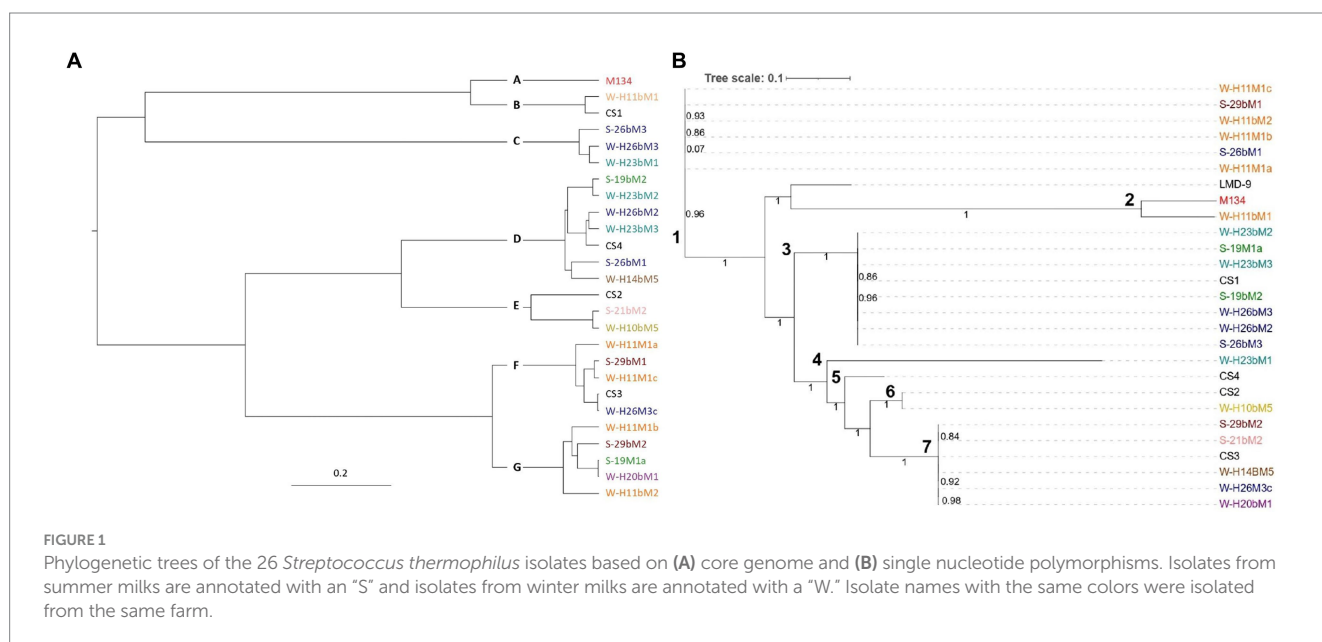 A
A
M134
W-H11bM1
B
CS1
S-26bM3
C
W-H26bM3
W-H23bM1
S-19bM2
W-H23bM2
W-H26bM2
D
W-H23bM3
CS4
S-26bM1
W-H14bM5
CS2
E
S-21bM2
W-H10bM5
W-H11M1a
F
S-29bM1
W-H11M1c
CS3
W-H26M3c
W-H11M1b
S-29bM2
G
S-19M1a
W-H20bM1
W-H11bM2
0.2
B
Tree scale: 0.1
W-H11M1c
S-29bM1
0.93
W-H11bM2
0.86
W-H11M1b
0.07
S-26bM1
W-H11M1a
LMD-9
1
2
M134
1
0.96
W-H11bM1
1
1
W-H23bM2
3
1
S-19M1a
W-H23bM3
0.86
CS1
0.96
S-19bM2
W-H26bM3
1
W-H26bM2
S-26bM3
4
W-H23bM1
5
CS4
1
6
CS2
1
1
W-H10bM5
S-29bM2
1
0.84
S-21bM2
7
CS3
1
W-H14BM5
0.92
W-H26M3c
0.98
W-H20bM1
FIGURE 1
Phylogenetic trees of the 26 Streptococcus thermophilus isolates based on (A) core genome and (B) single nucleotide polymorphisms. Isolates from
summer milks are annotated with an “S” and isolates from winter milks are annotated with a “W.” Isolate names with the same colors were isolated
from the same farm.